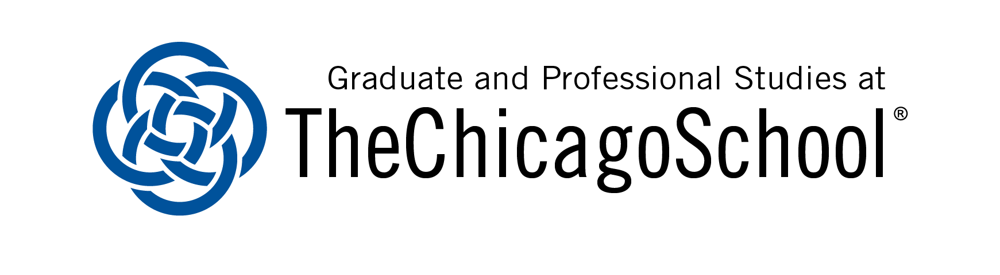 Graduate and Professional Studies at
TheChicagoSchool®